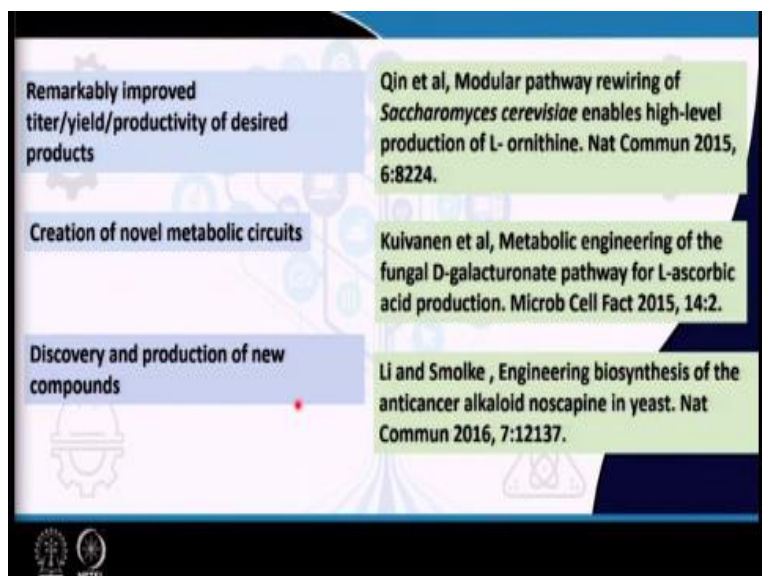 Remarkably improved
titer/yield/productivity of desired
products
Qin et al, Modular pathway rewiring of
Saccharomyces cerevisiae enables high-level
production of L- ornithine. Nat Commun 2015,
6:8224.
Creation of novel metabolic circuits
Kuivanen et al, Metabolic engineering of the
fungal D-galacturonate pathway for L-ascorbic
acid production. Microb Cell Fact 2015, 14:2.
Discovery and production of new
compounds
Li and Smolke , Engineering biosynthesis of the
anticancer alkaloid noscapine in yeast. Nat
Commun 2016, 7:12137.